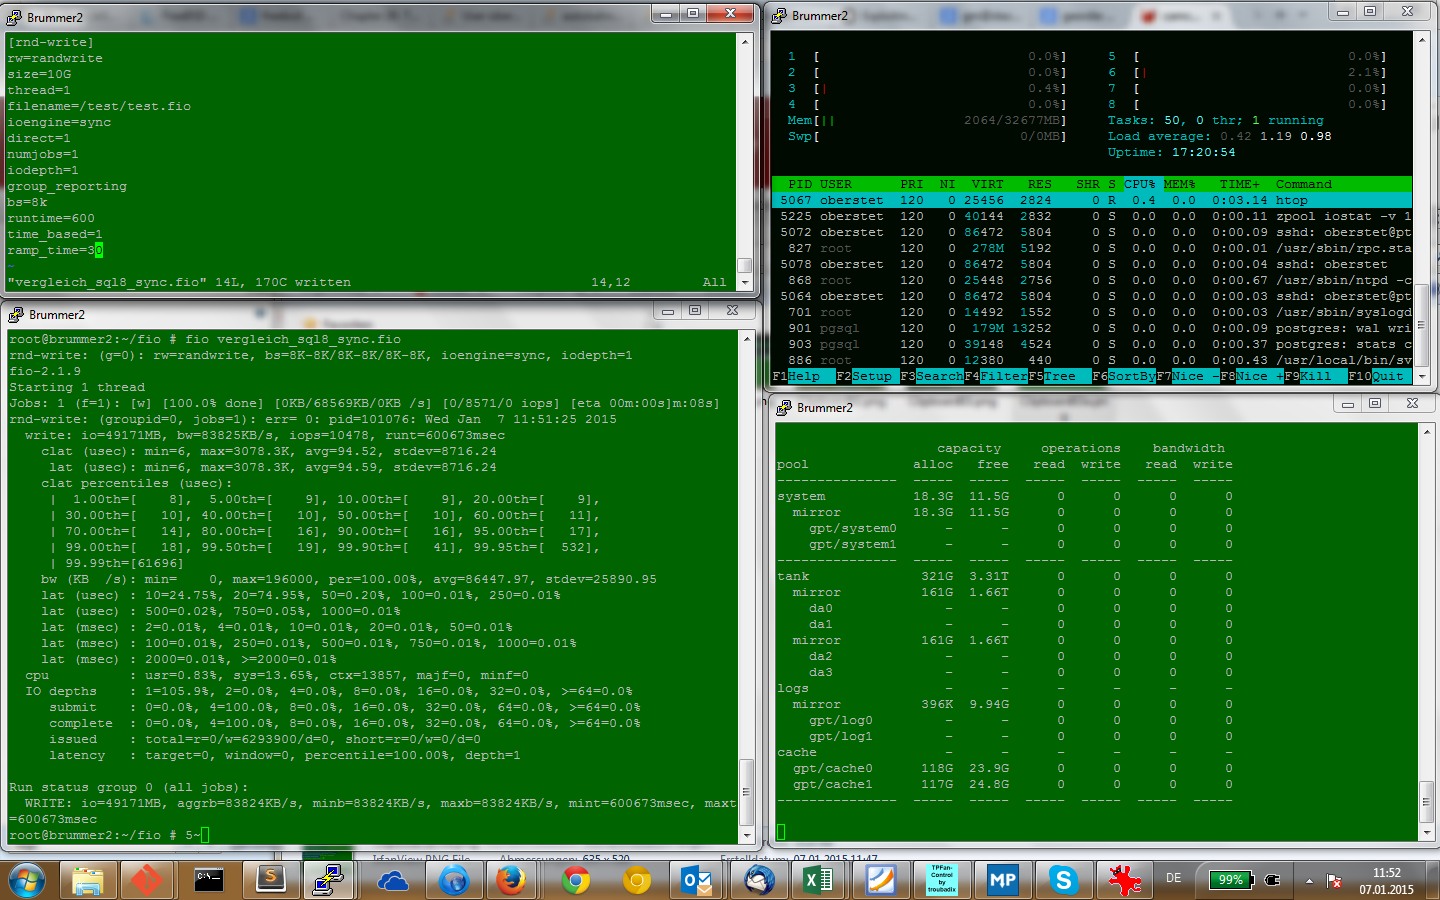 Brummer2
[rnd-write]
rw=randwrite
size=10G
thread=1
filename=/test/test.fio
ioengine=sync
direct=1
numjobs=1
iodepth=1
group_reporting
bs=8k
runtime=600
time_based=1
ramp_time=30
~
"vergleich_sql8_sync.fio" 14L, 170C written 14,12 All
Brummer2
root@brummer2:~/fio # fio vergleich_sql8_sync.fio
rnd-write: (g=0): rw=randwrite, bs=8K-8K/8K-8K/8K-8K, ioengine=sync, iodepth=1
fio-2.1.9
Starting 1 thread
Jobs: 1 (f=1): [w] [100.0% done] [0KB/68569KB/0KB /s] [0/8571/0 iops] [eta 00m:00s]m:08s]
rnd-write: (groupid=0, jobs=1): err= 0: pid=101076: Wed Jan  7 11:51:25 2015
write: io=49171MB, bw=83825KB/s, iops=10478, runt=600673msec
clat (usec): min=6, max=3078.3K, avg=94.52, stdev=8716.24
lat (usec): min=6, max=3078.3K, avg=94.59, stdev=8716.24
clat percentiles (usec):
|  1.00th=[    8],  5.00th=[    9], 10.00th=[    9], 20.00th=[    9],
| 30.00th=[   10], 40.00th=[   10], 50.00th=[   10], 60.00th=[   11],
| 70.00th=[   14], 80.00th=[   16], 90.00th=[   16], 95.00th=[   17],
| 99.00th=[   18], 99.50th=[   19], 99.90th=[   41], 99.95th=[  532],
| 99.99th=[61696]
bw (KB  /s): min=    0, max=196000, per=100.00%, avg=86447.97, stdev=25890.95
lat (usec) : 10=24.75%, 20=74.95%, 50=0.20%, 100=0.01%, 250=0.01%
lat (usec) : 500=0.02%, 750=0.05%, 1000=0.01%
lat (msec) : 2=0.01%, 4=0.01%, 10=0.01%, 20=0.01%, 50=0.01%
lat (msec) : 100=0.01%, 250=0.01%, 500=0.01%, 750=0.01%, 1000=0.01%
lat (msec) : 2000=0.01%, >=2000=0.01%
cpu          : usr=0.83%, sys=13.65%, ctx=13857, majf=0, minf=0
IO depths    : 1=105.9%, 2=0.0%, 4=0.0%, 8=0.0%, 16=0.0%, 32=0.0%, >=64=0.0%
submit    : 0=0.0%, 4=100.0%, 8=0.0%, 16=0.0%, 32=0.0%, 64=0.0%, >=64=0.0%
complete  : 0=0.0%, 4=100.0%, 8=0.0%, 16=0.0%, 32=0.0%, 64=0.0%, >=64=0.0%
issued    : total=r=0/w=6293900/d=0, short=r=0/w=0/d=0
latency   : target=0, window=0, percentile=100.00%, depth=1
Run status group 0 (all jobs):
WRITE: io=49171MB, aggrb=83824KB/s, minb=83824KB/s, maxb=83824KB/s, mint=600673msec, maxt
=600673msec
root@brummer2:~/fio # 5~
Brummer2
1 [ 0.0%] 5 [ 0.0%]
2 [ 0.0%] 6 [| 2.1%]
3 [| 0.4%] 7 [ 0.0%]
4 [ 0.0%] 8 [ 0.0%]
Mem[|| 2064/32677MB] Tasks: 50, 0 thr; 1 running
Swp[ 0/0MB] Load average: 0.42 1.19 0.98
Uptime: 17:20:54
PID USER PRI NI VIRT RES SHR S CPU% MEM% TIME+ Command
5067 oberstet 120 0 25456 2824 0 R 0.4 0.0 0:03.14 htop
5225 oberstet 120 0 40144 2832 0 S 0.0 0.0 0:00.11 zpool iostat -v 1
5072 oberstet 120 0 86472 5804 0 S 0.0 0.0 0:00.09 sshd: oberstet@pt
827 root 120 0 278M 5192 0 S 0.0 0.0 0:00.01 /usr/sbin/rpc.sta
5078 oberstet 120 0 86472 5804 0 S 0.0 0.0 0:00.04 sshd: oberstet
868 root 120 0 25448 2756 0 S 0.0 0.0 0:00.67 /usr/sbin/ntpd -c
5064 oberstet 120 0 86472 5804 0 S 0.0 0.0 0:00.03 sshd: oberstet@pt
701 root 120 0 14492 1552 0 S 0.0 0.0 0:00.03 /usr/sbin/syslogd
901 pgsql 120 0 179M 13252 0 S 0.0 0.0 0:00.09 postgres: wal wri
903 pgsql 120 0 39148 4524 0 S 0.0 0.0 0:00.37 postgres: stats c
886 root 120 0 12380 440 0 S 0.0 0.0 0:00.43 /usr/local/bin/sv
F1Help F2Setup F3SearchF4FilterF5Tree F6SortByF7Nice -F8Nice +F9Kill F10Quit
Brummer2
capacity operations bandwidth
pool alloc free read write read write
--------------- ----- ----- ----- ----- ----- -----
system 18.3G 11.5G 0 0 0 0
mirror 18.3G 11.5G 0 0 0 0
gpt/system0 - - 0 0 0 0
gpt/system1 - - 0 0 0 0
--------------- ----- ----- ----- ----- ----- -----
tank 321G 3.31T 0 0 0 0
mirror 161G 1.66T 0 0 0 0
da0 - - 0 0 0 0
da1 - - 0 0 0 0
mirror 161G 1.66T 0 0 0 0
da2 - - 0 0 0 0
da3 - - 0 0 0 0
logs - - - - - -
mirror 396K 9.94G 0 0 0 0
gpt/log0 - - 0 0 0 0
gpt/log1 - - 0 0 0 0
cache - - - - - -
gpt/cache0 118G 23.9G 0 0 0 0
gpt/cache1 117G 24.8G 0 0 0 0
--------------- ----- ----- ----- ----- ----- -----
IrfanView PNG File Abmessungen: 635 x 520 Erstelldatum: 07.01.2015 11:47
C:\.
TPFan-
Control
by
troubadix
MP
DE
99%
11:52
07.01.2015